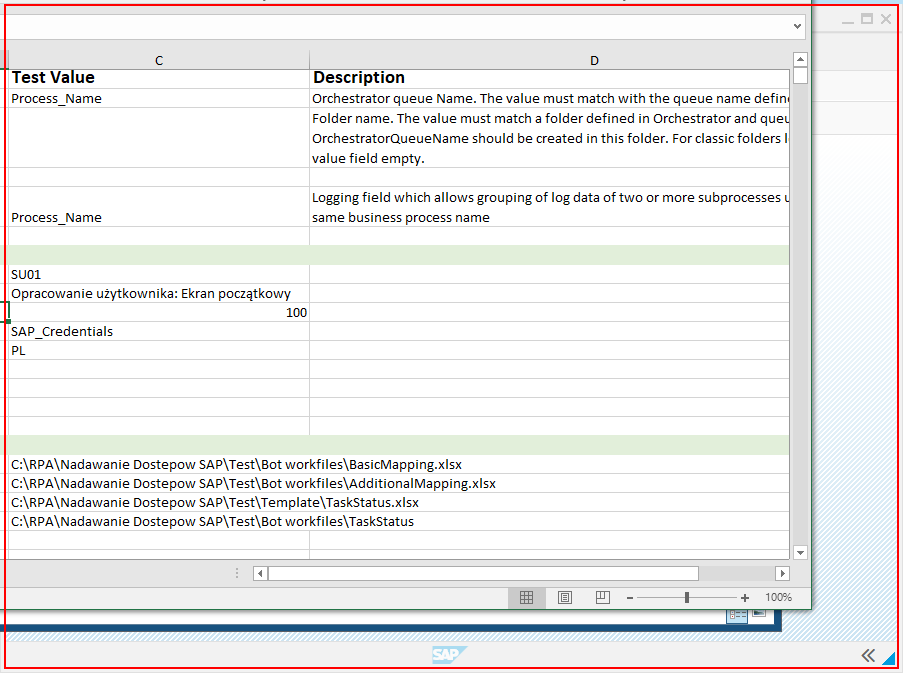 C D
Test Value Description
Process_Name Orchestrator queue Name. The value must match with the queue name
Folder name. The value must match a folder defined in Orchestrator and
OrchestratorQueueName should be created in this folder. For classic folders
value field empty.
Logging field which allows grouping of log data of two or more subprocesses
Process_Name same business process name
SU01
Opracowanie użytkownika: Ekran początkowy
100
SAP_Credentials
PL
C:\RPA\Nadawanie Dostepow SAP\Test\Bot workfiles\BasicMapping.xlsx
C:\RPA\Nadawanie Dostepow SAP\Test\Bot workfiles\AdditionalMapping.xlsx
C:\RPA\Nadawanie Dostepow SAP\Test\Template\TaskStatus.xlsx
C:\RPA\Nadawanie Dostepow SAP\Test\Bot workfiles\TaskStatus
100%
SAP